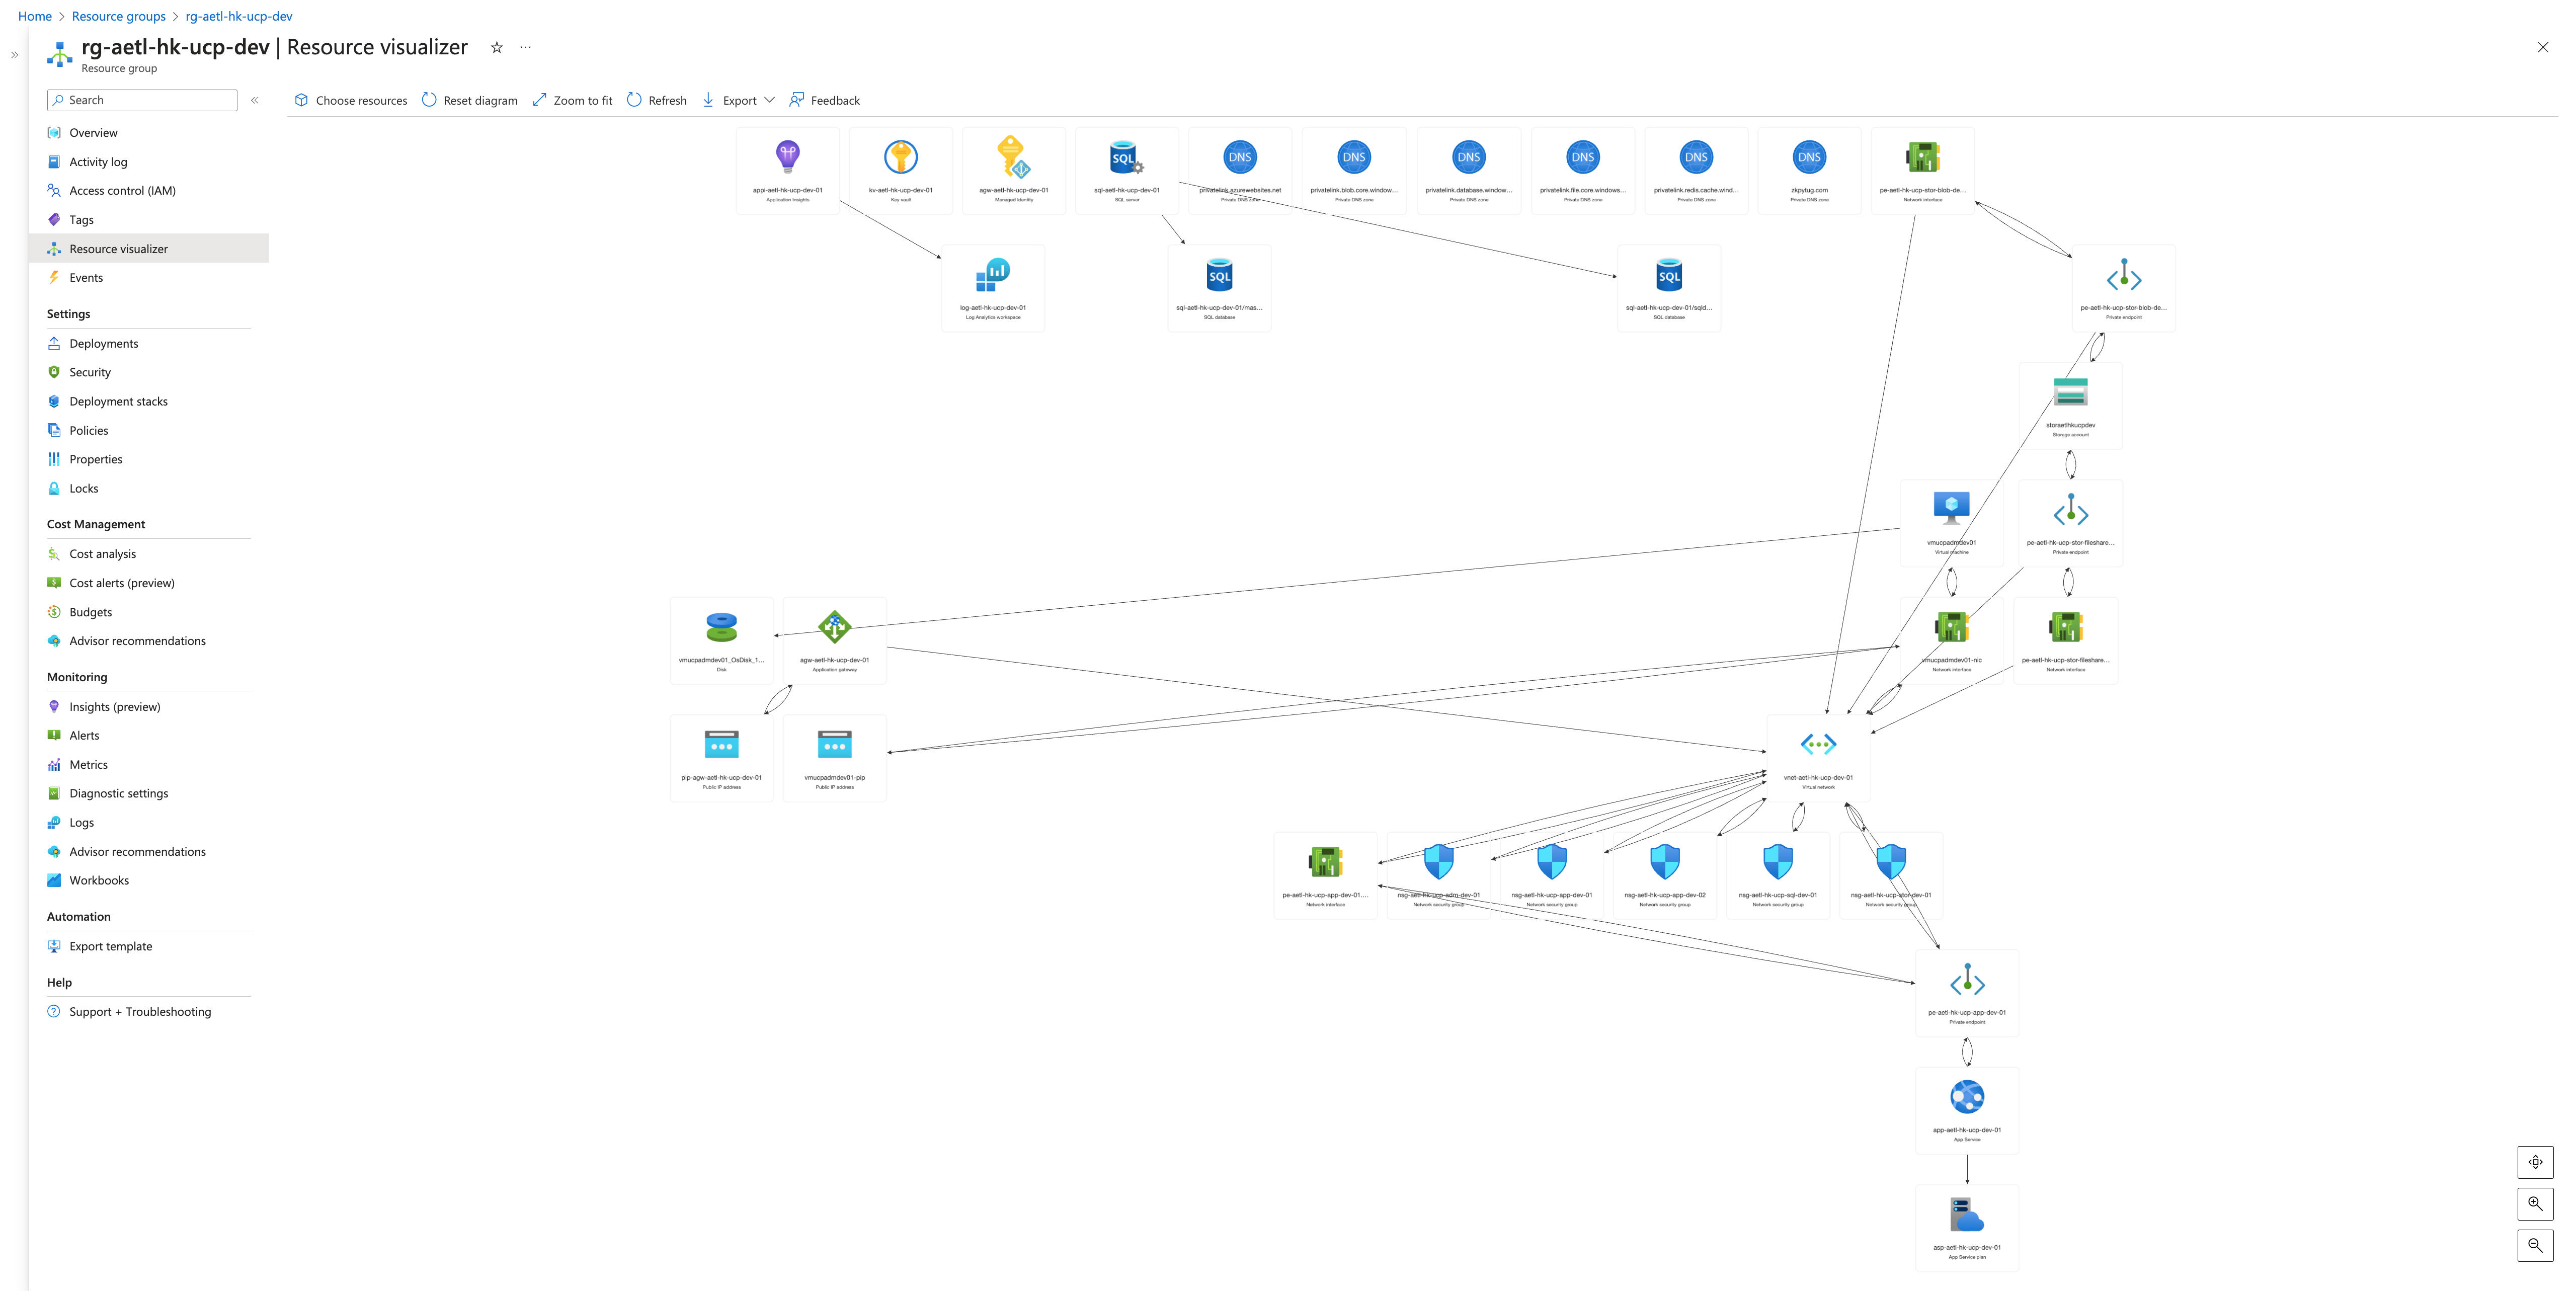 Home > Resource groups > rg-aetl-hk-ucp-dev
rg-aetl-hk-ucp-dev | Resource visualizer
Resource group
Search
Overview
Activity log
Access control (IAM)
Tags
Resource visualizer
Events
Settings
Deployments
Security
Deployment stacks
Policies
Properties
Locks
Cost Management
Cost analysis
Cost alerts (preview)
Budgets
Advisor recommendations
Monitoring
Insights (preview)
Alerts
Metrics
Diagnostic settings
Logs
Advisor recommendations
Workbooks
Automation
Export template
Help
Support + Troubleshooting
Choose resources
Reset diagram
Zoom to fit
Refresh
Export
Feedback
appi-aetl-hk-ucp-dev-01
Application Insights
kv-aetl-hk-ucp-dev-01
Key vault
agw-aetl-hk-ucp-dev-01
Managed Identity
SQL
sql-aetl-hk-ucp-dev-01
SQL server
DNS
privatelink.azurewebsites.net
Private DNS zone
DNS
privatelink.blob.core.window...
Private DNS zone
DNS
privatelink.database.window...
Private DNS zone
DNS
privatelink.file.core.windows...
Private DNS zone
DNS
privatelink.redis.cache.wind...
Private DNS zone
DNS
zkpytug.com
Private DNS zone
pe-aetl-hk-ucp-stor-blob-de...
Network interface
log-aetl-hk-ucp-dev-01
Log Analytics workspace
SQL
sql-aetl-hk-ucp-dev-01/mas...
SQL database
SQL
sql-aetl-hk-ucp-dev-01/sqld...
SQL database
pe-aetl-hk-ucp-stor-blob-de...
Private endpoint
storaetlhkucpdev
Storage account
vmucpadmdev01
Virtual machine
pe-aetl-hk-ucp-stor-fileshare...
Private endpoint
vmucpadmdev01_OsDisk_1...
Disk
agw-aetl-hk-ucp-dev-01
Application gateway
vmucpadmdev01-nic
Network interface
pe-aetl-hk-ucp-stor-fileshare...
Network interface
pip-agw-aetl-hk-ucp-dev-01
Public IP address
vmucpadmdev01-pip
Public IP address
vnet-aetl-hk-ucp-dev-01
Virtual network
pe-aetl-hk-ucp-app-dev-01....
Network interface
nsg-aetl-hk-ucp-adm-dev-01
Network security group
nsg-aetl-hk-ucp-app-dev-01
Network security group
nsg-aetl-hk-ucp-app-dev-02
Network security group
nsg-aetl-hk-ucp-sql-dev-01
Network security group
nsg-aetl-hk-ucp-stor-dev-01
Network security group
pe-aetl-hk-ucp-app-dev-01
Private endpoint
app-aetl-hk-ucp-dev-01
App Service
asp-aetl-hk-ucp-dev-01
App Service plan